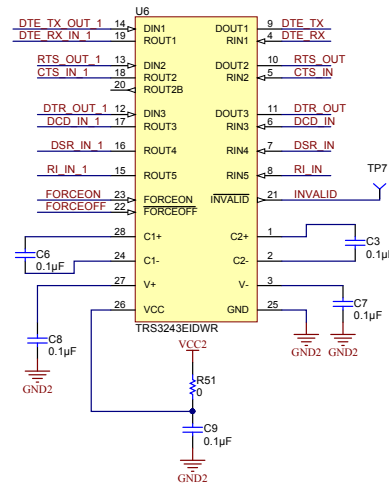 U6
DTE_TX_OUT_1 14 DIN1 DOUT1 9 DTE_TX
DTE_RX_IN_1 19 ROUT1 RIN1 4 DTE_RX
RTS_OUT_1 13 DIN2 DOUT2 10 RTS_OUT
CTS_IN_1 18 ROUT2 RIN2 5 CTS_IN
20 ROUT2B
DTR_OUT_1 12 DIN3 DOUT3 11 DTR_OUT
DCD_IN_1 17 ROUT3 RIN3 6 DCD_IN
DSR_IN_1 16 ROUT4 RIN4 7 DSR_IN
RI_IN_1 15 ROUT5 RIN5 8 RI_IN
TP7
FORCEON 23 FORCEON INVALID 21 INVALID
FORCEOFF 22 FORCEOFF
28 C1+ C2+ 1
C6 0.1µF
C3 0.1µ
24 C1- C2- 2
27 V+ V- 3
C7 0.1µF
26 VCC GND 25
TRS3243EIDWR
C8 0.1µF
GND2
GND2
GND2
VCC2
R51
0
C9
0.1µF
GND2